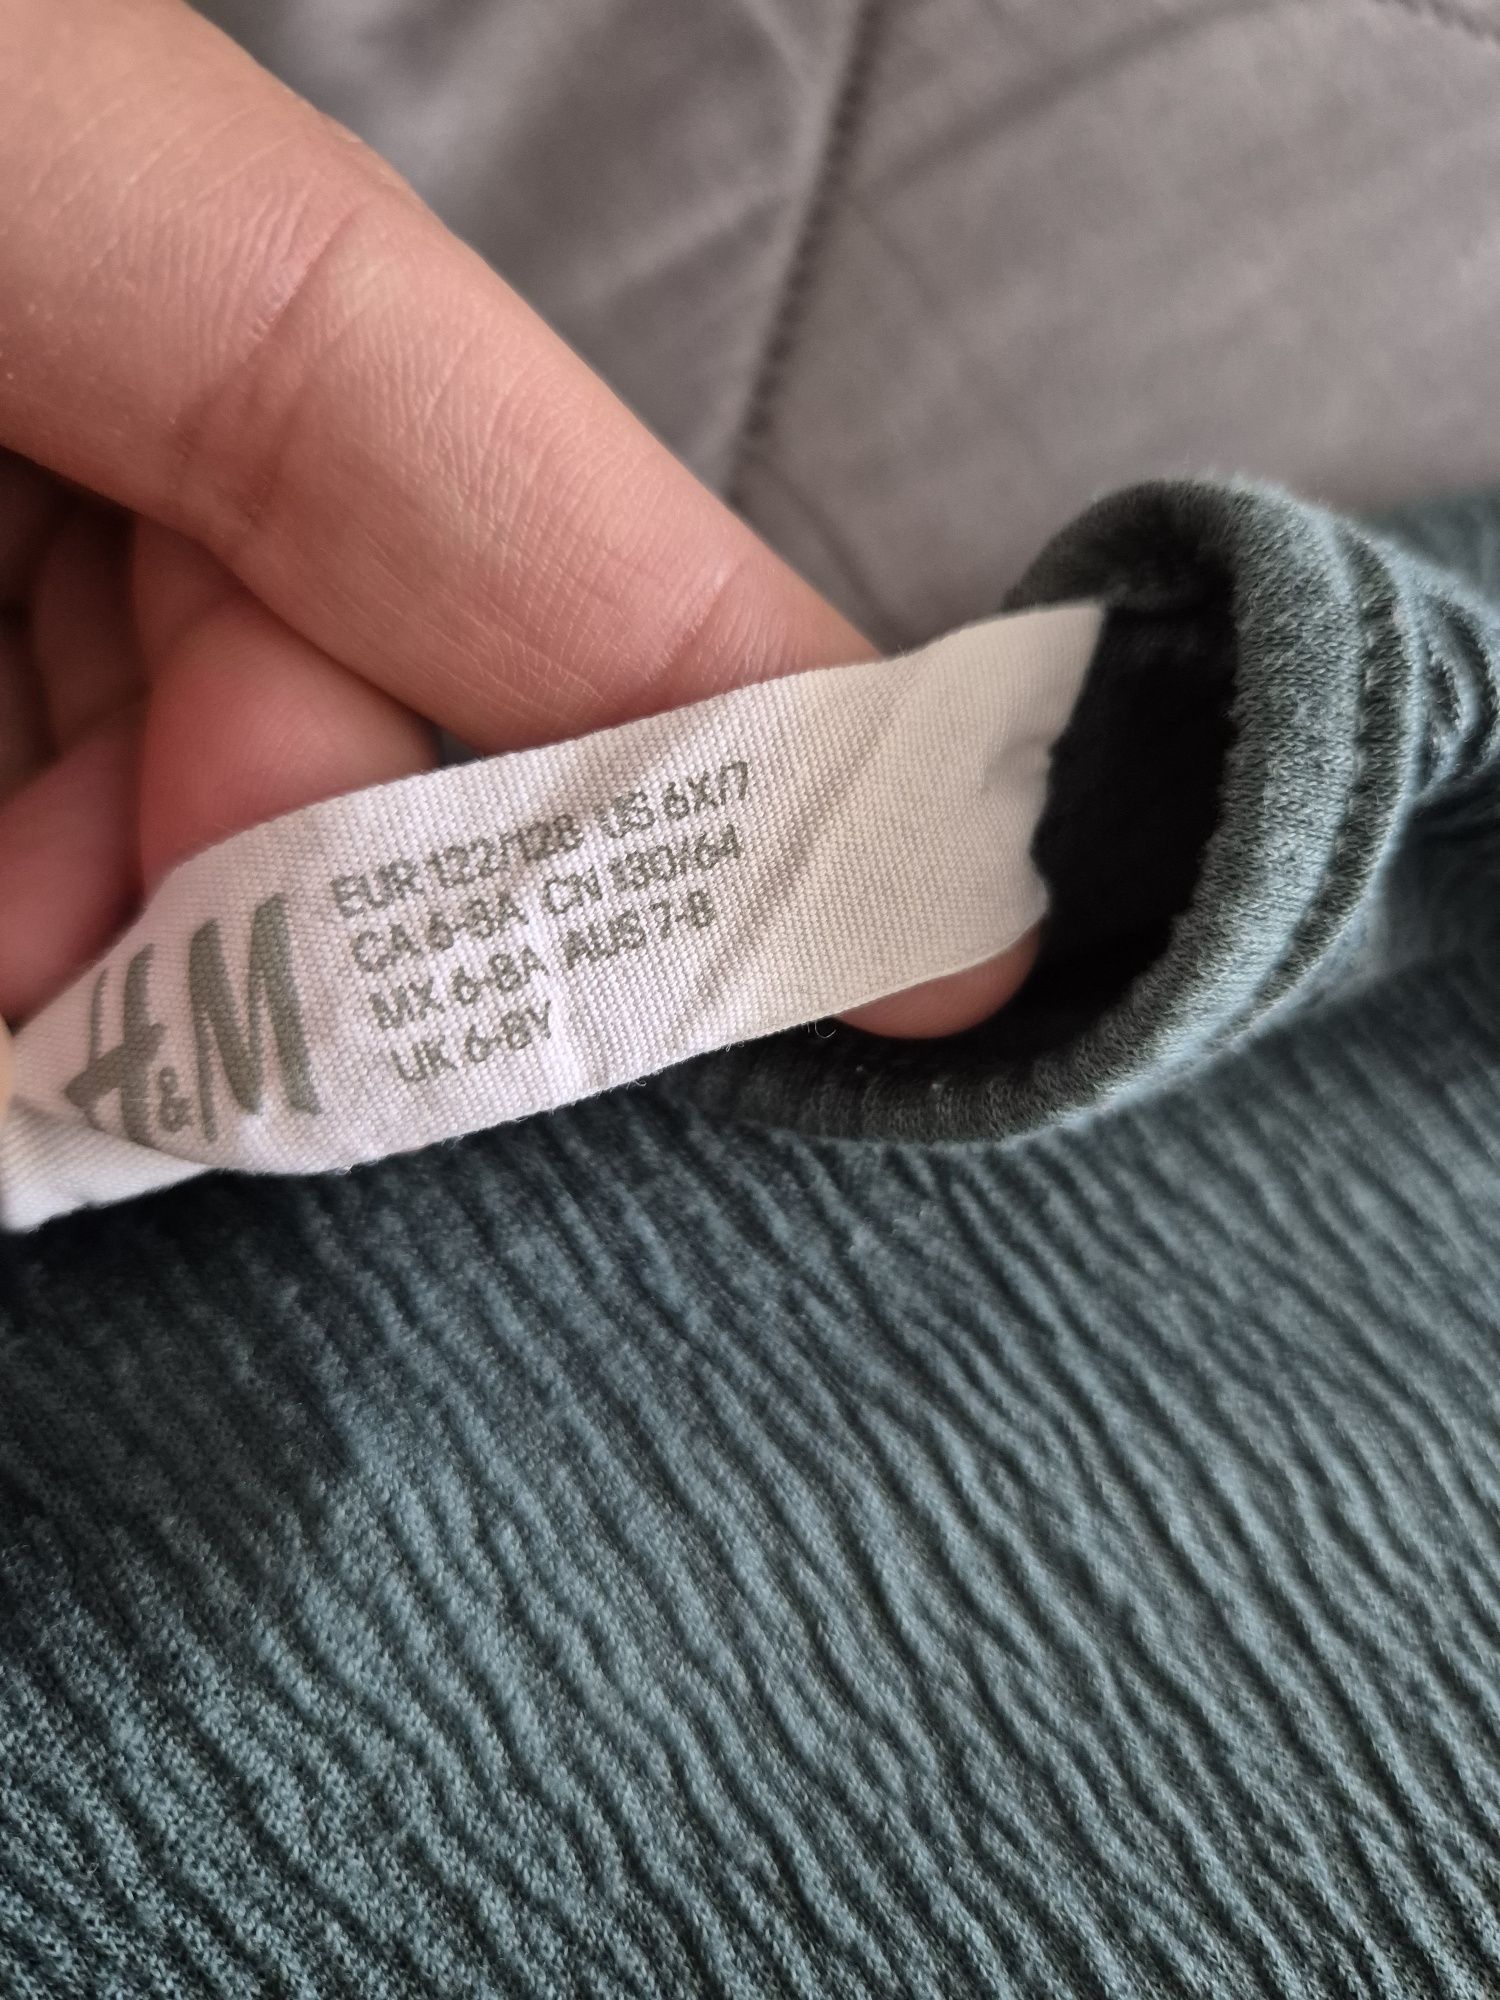 H&M
EUR 122/128 US 6X/7
CA 6-8A CN 130/64
MX 6-8A AUS 7-8
UK 6-8Y